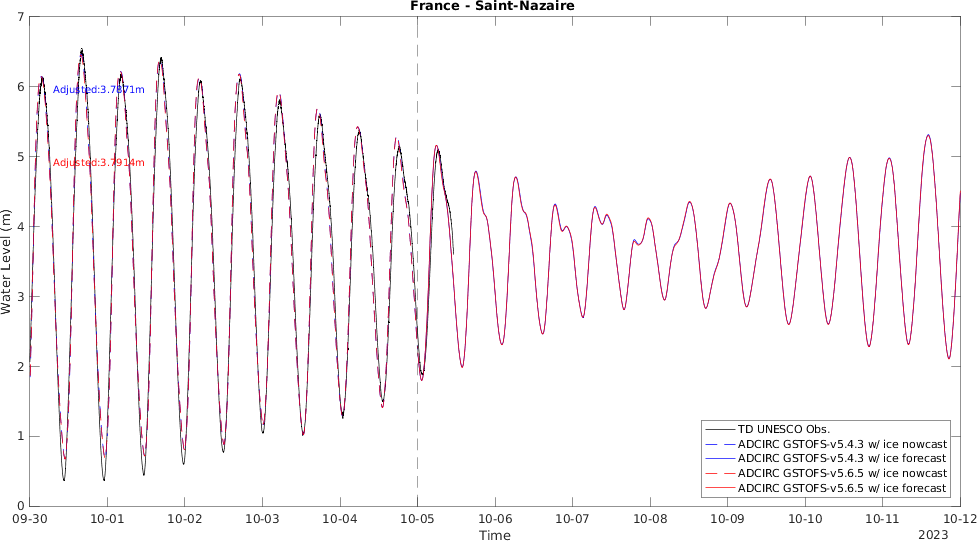 France - Saint-Nazaire
7
6
5
4
3
2
1
0
Water Level (m)
Adjusted:3.7871m
Adjusted:3.7914m
TD UNESCO Obs.
ADCIRC GSTOFS-v5.4.3 w/ ice nowcast
ADCIRC GSTOFS-v5.4.3 w/ ice forecast
ADCIRC GSTOFS-v5.6.5 w/ ice nowcast
ADCIRC GSTOFS-v5.6.5 w/ ice forecast
09-30 10-01 10-02 10-03 10-04 10-05 10-06 10-07 10-08 10-09 10-10 10-11 10-12
Time
2023